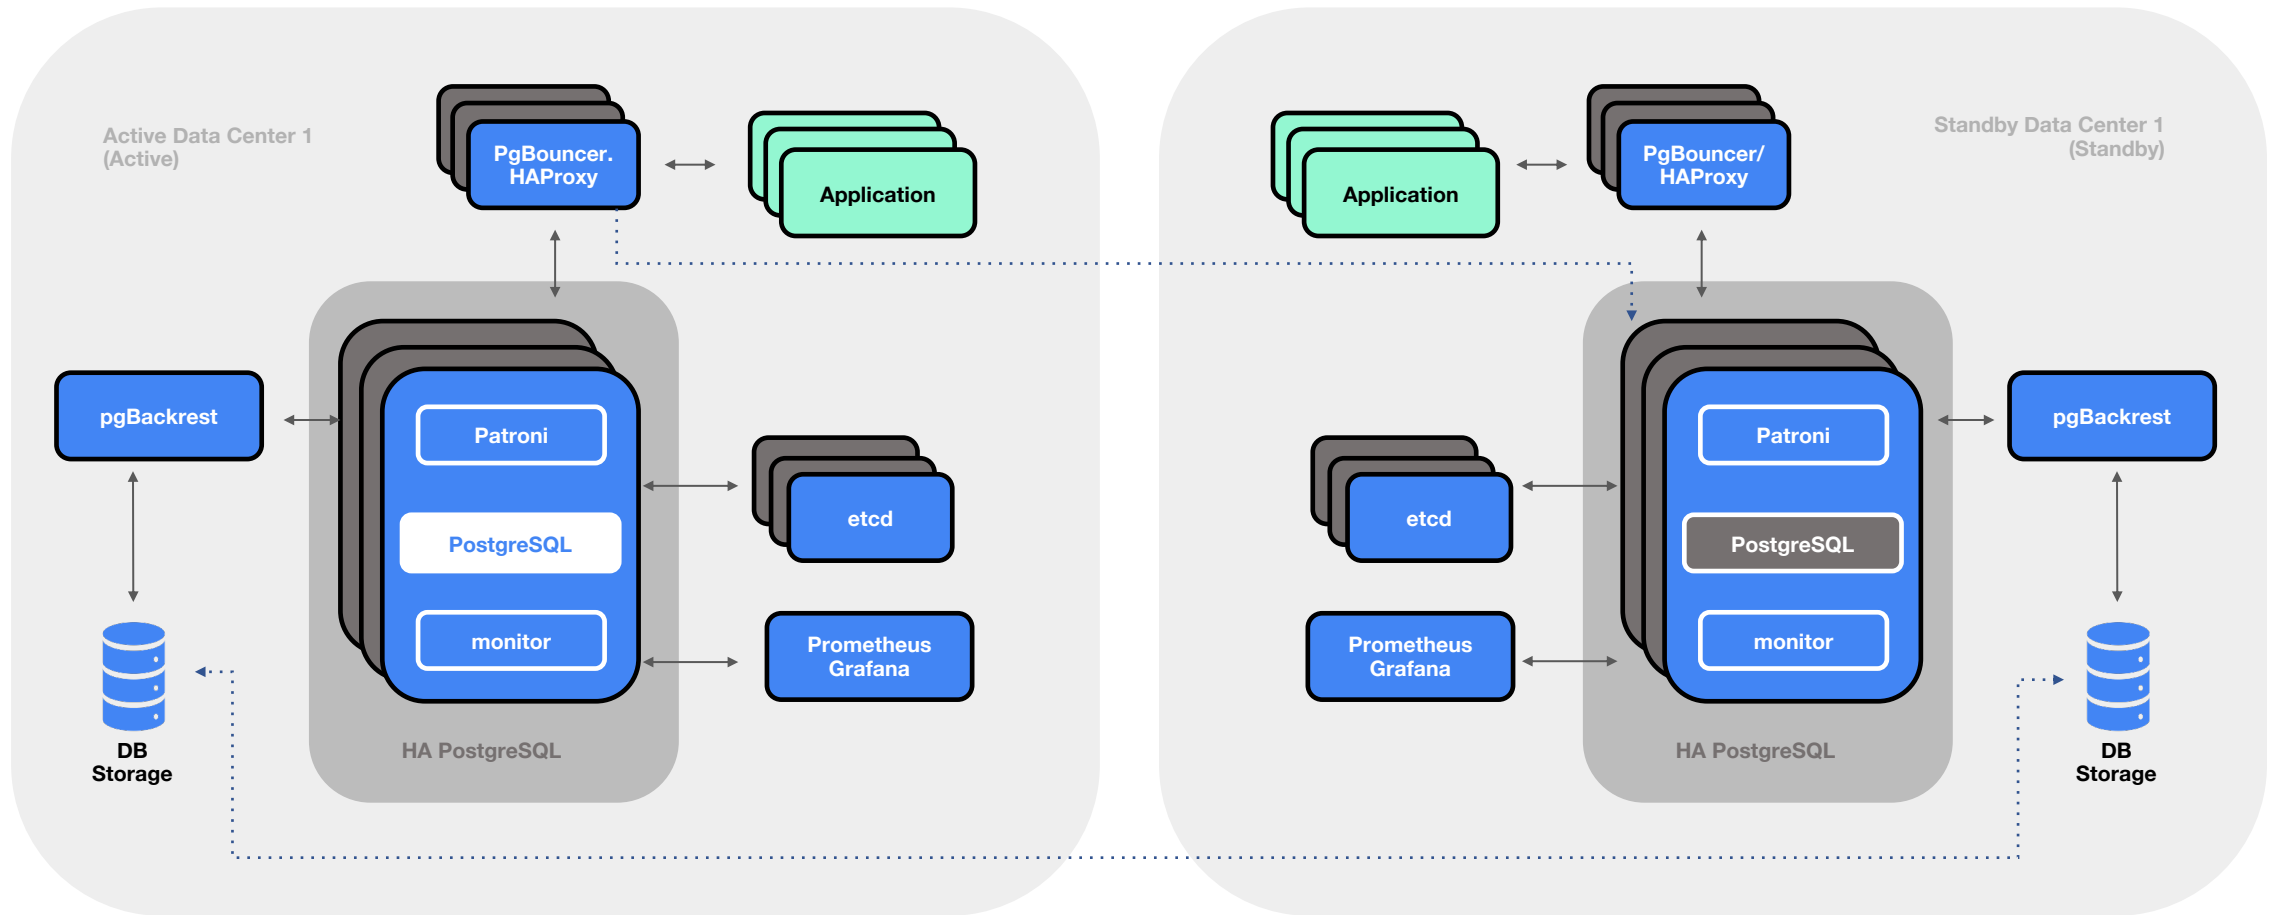 Active Data Center 1
(Active)
PgBouncer.
HAProxy
Application
pgBackrest
Patroni
PostgreSQL
monitor
etcd
Prometheus
Grafana
DB
Storage
HA PostgreSQL
Standby Data Center 1
(Standby)
Application
PgBouncer/
HAProxy
etcd
Prometheus
Grafana
Patroni
PostgreSQL
monitor
pgBackrest
HA PostgreSQL
DB
Storage